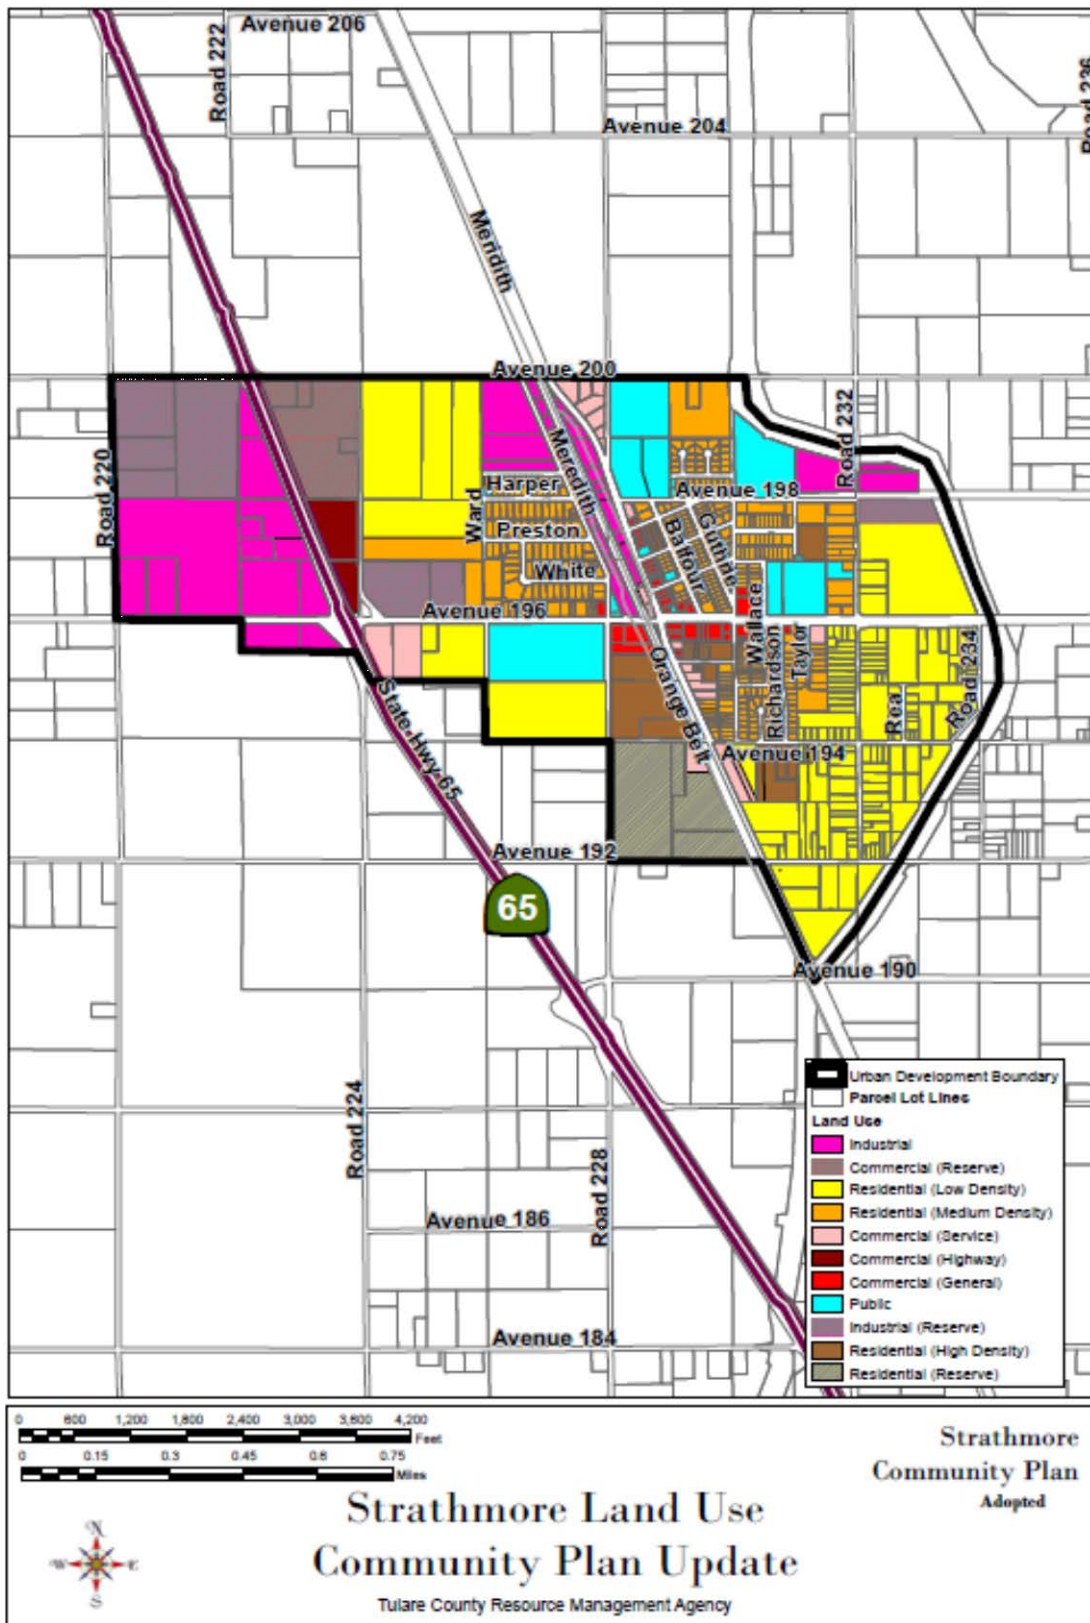 Avenue 206
Road 222
Road 236
Avenue 204
Meridith
Avenue 200
Road 232
Meredith
Road 220
Harper
Ward
Avenue 198
Preston
Balfour
Guthrie
White
Avenue 196
Wallace
Richardson
Taylor
Orange Belt
Rea
Road 234
State Hwy 65
Avenue 194
Avenue 192
65
Avenue 190
Road 224
Road 228
Avenue 186
Avenue 184
Urban Development Boundary
Parcel Lot Lines
Land Use
Industrial
Commercial (Reserve)
Residential (Low Density)
Residential (Medium Density)
Commercial (Service)
Commercial (Highway)
Commercial (General)
Public
Industrial (Reserve)
Residential (High Density)
Residential (Reserve)
0 600 1,200 1,800 2,400 3,000 3,600 4,200
Feet
0 0.15 0.3 0.45 0.6 0.75
Miles
Strathmore
Community Plan
Adopted
Strathmore Land Use
Community Plan Update
Tulare County Resource Management Agency
N
W E
S